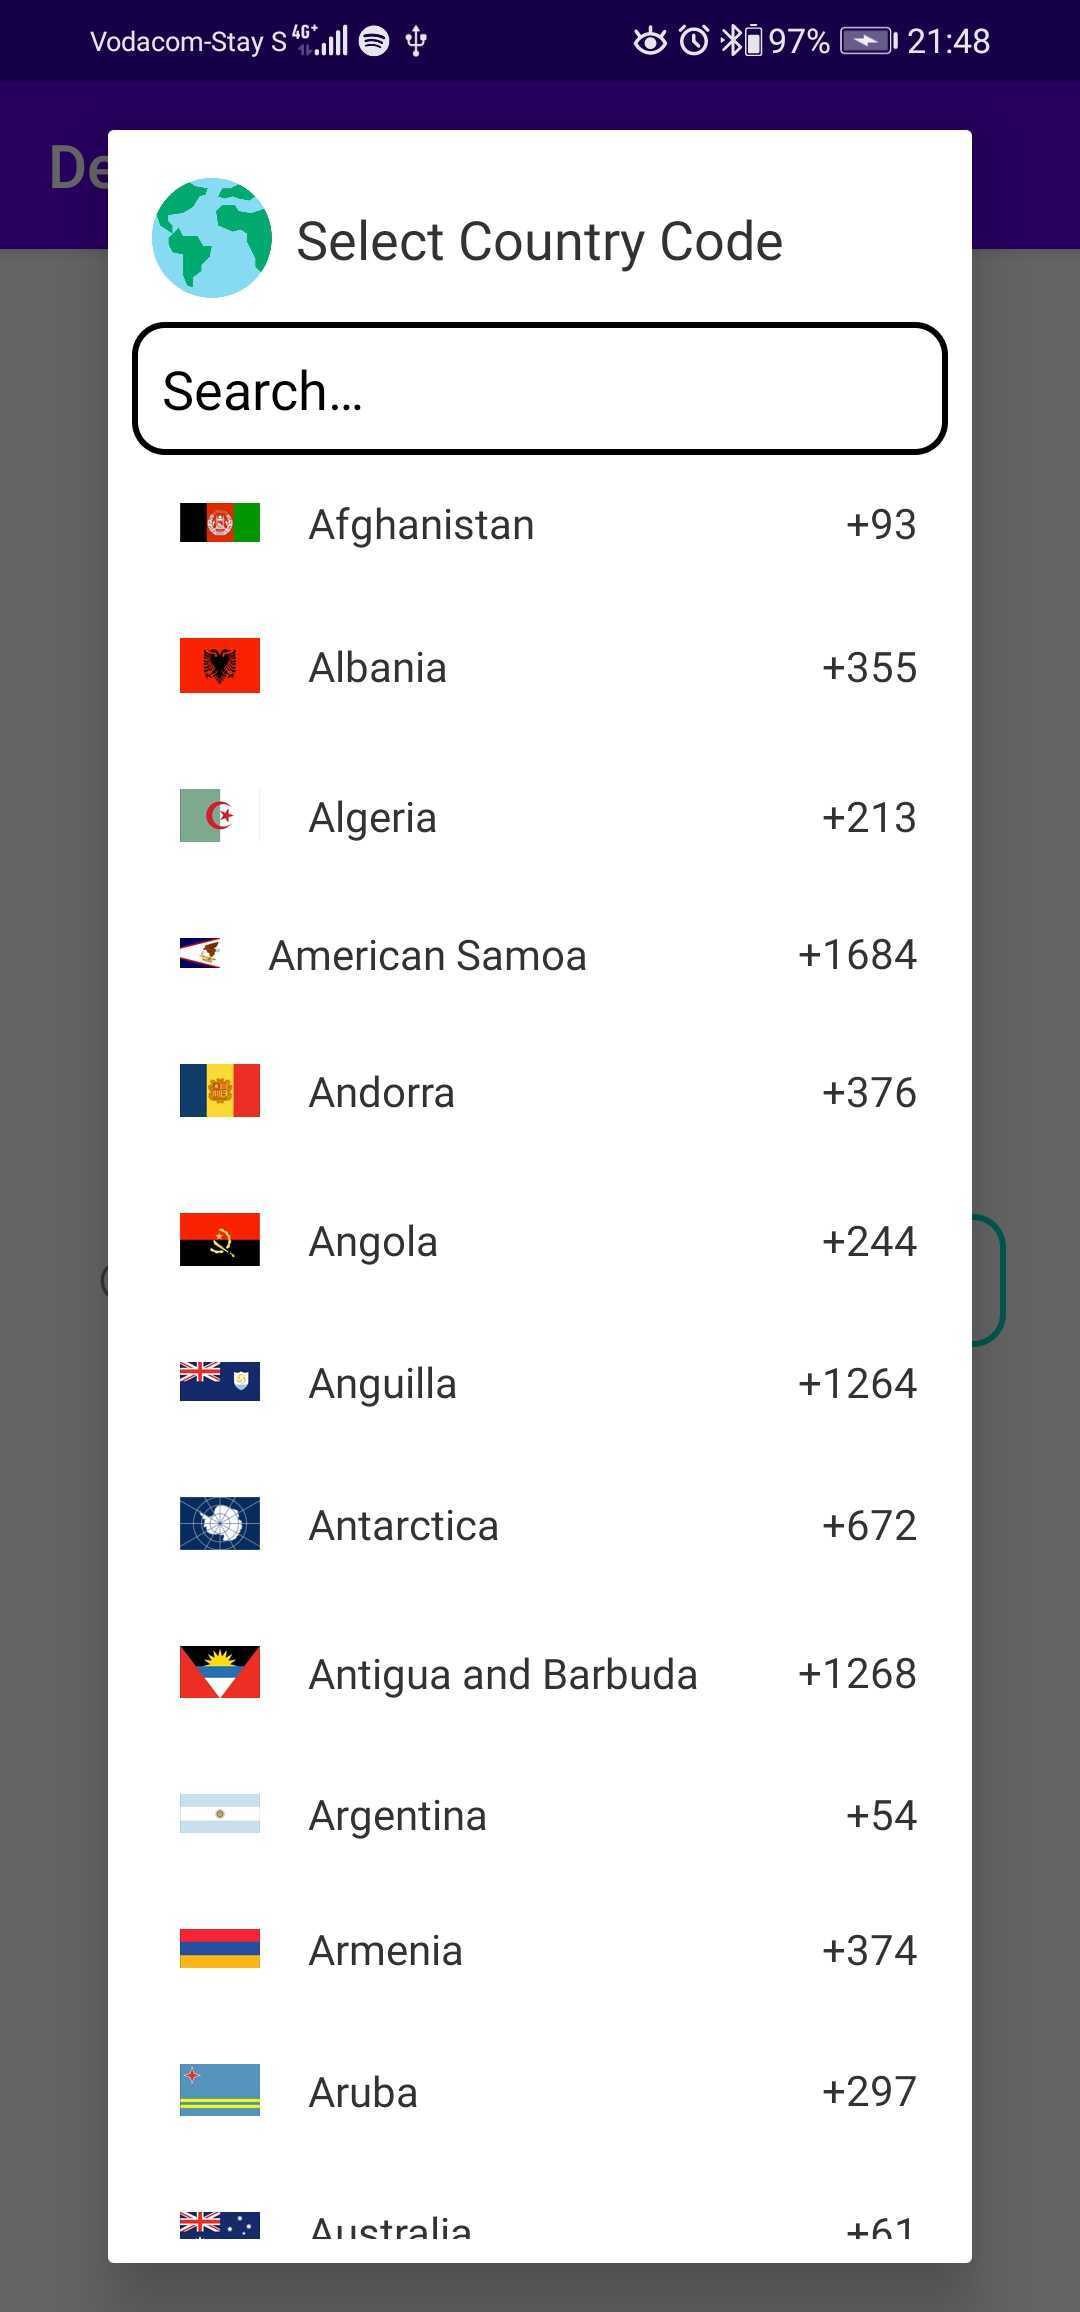 Vodacom-Stay S 4G+ 97% 21:48
De
Select Country Code
Search...
Afghanistan +93
Albania +355
Algeria +213
American Samoa +1684
Andorra +376
Angola +244
Anguilla +1264
Antarctica +672
Antigua and Barbuda +1268
Argentina +54
Armenia +374
Aruba +297
Australia +61